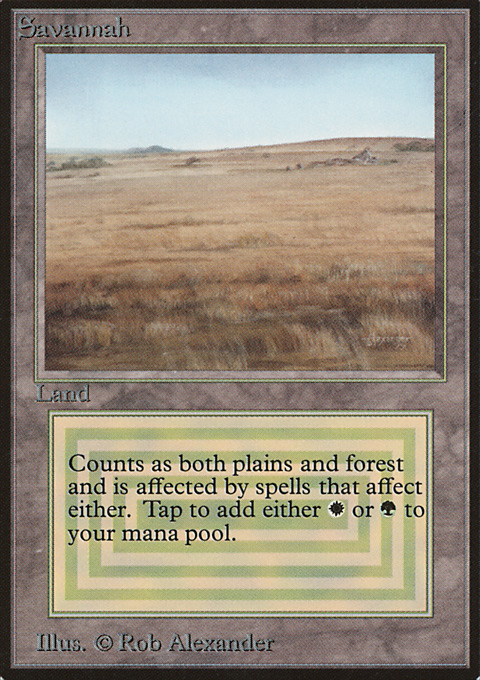 Savannah
Land
Counts as both plains and forest
and is affected by spells that affect
either. Tap to add either or to
your mana pool.
Illus. © Rob Alexander